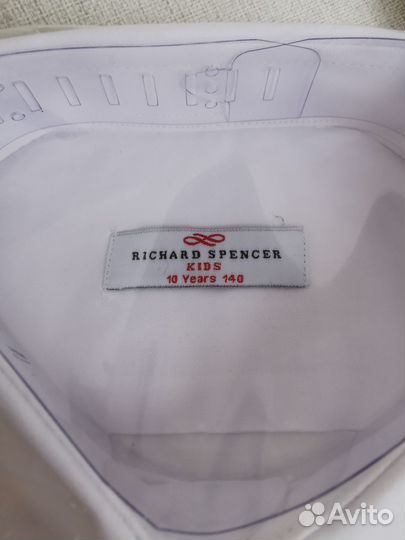 RICHARD SPENCER
KIDS
10 Years 140
Avito